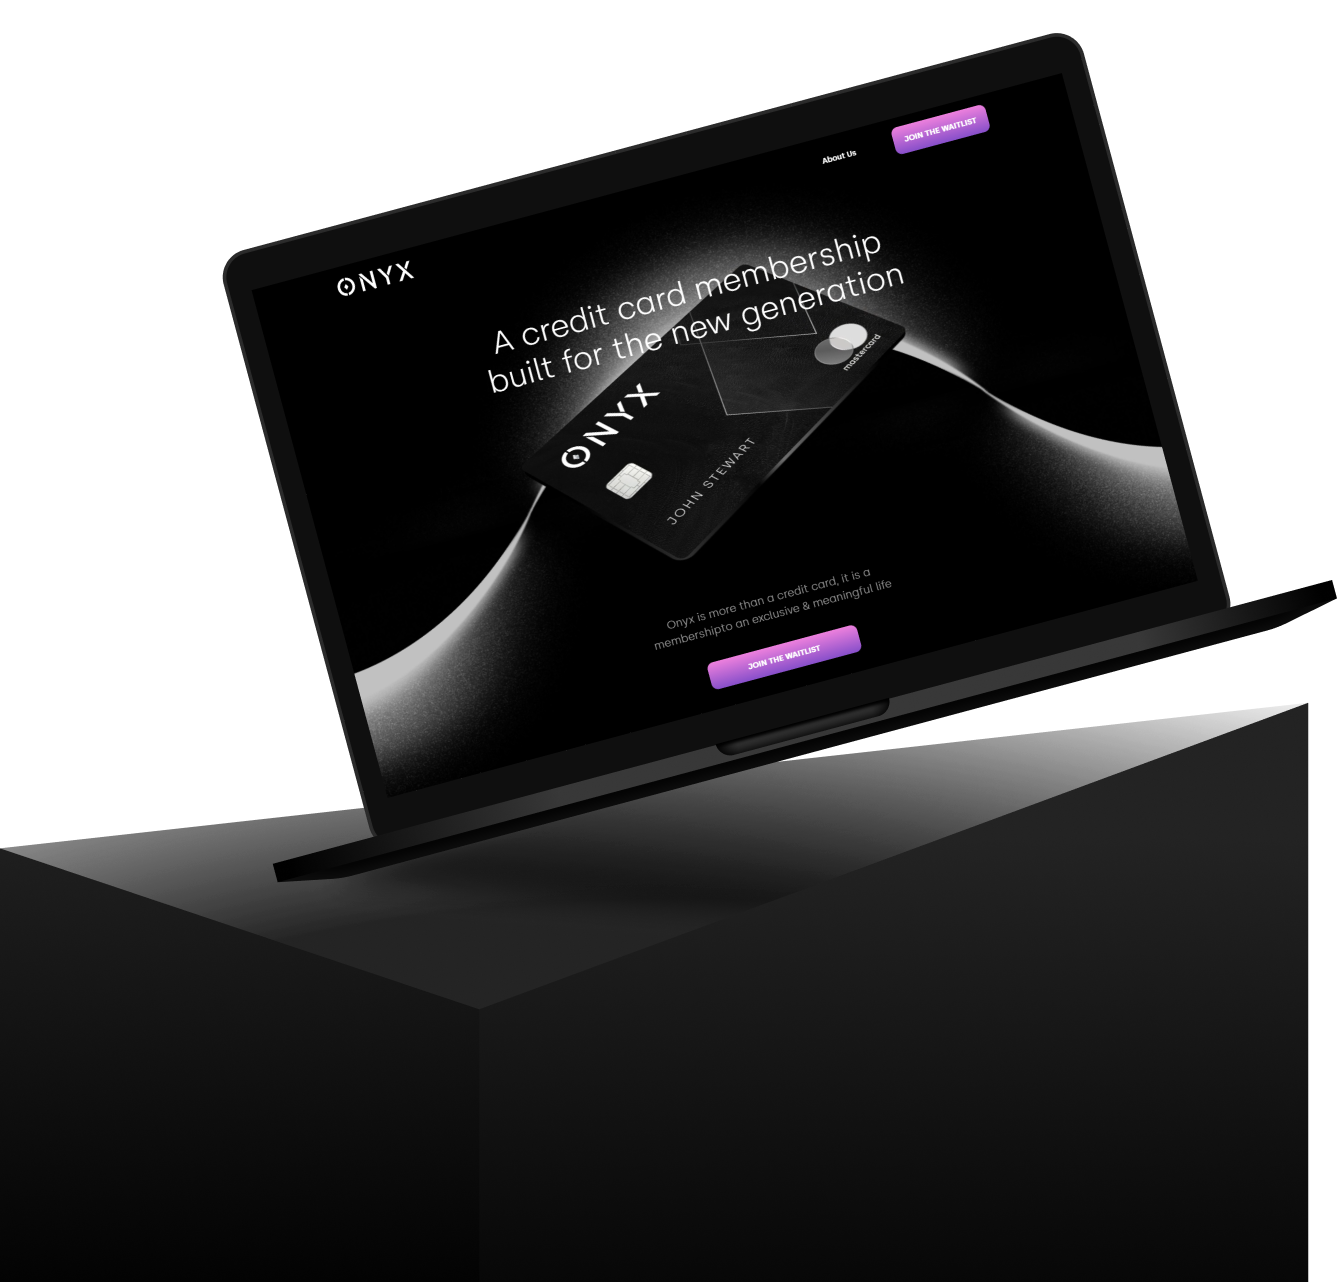 ONYX
About Us
JOIN THE WAITLIST
A credit card membership
built for the new generation
ONYX
mastercard
JOHN STEWART
Onyx is more than a credit card, it is a
membershipto an exclusive & meaningful life
JOIN THE WAITLIST